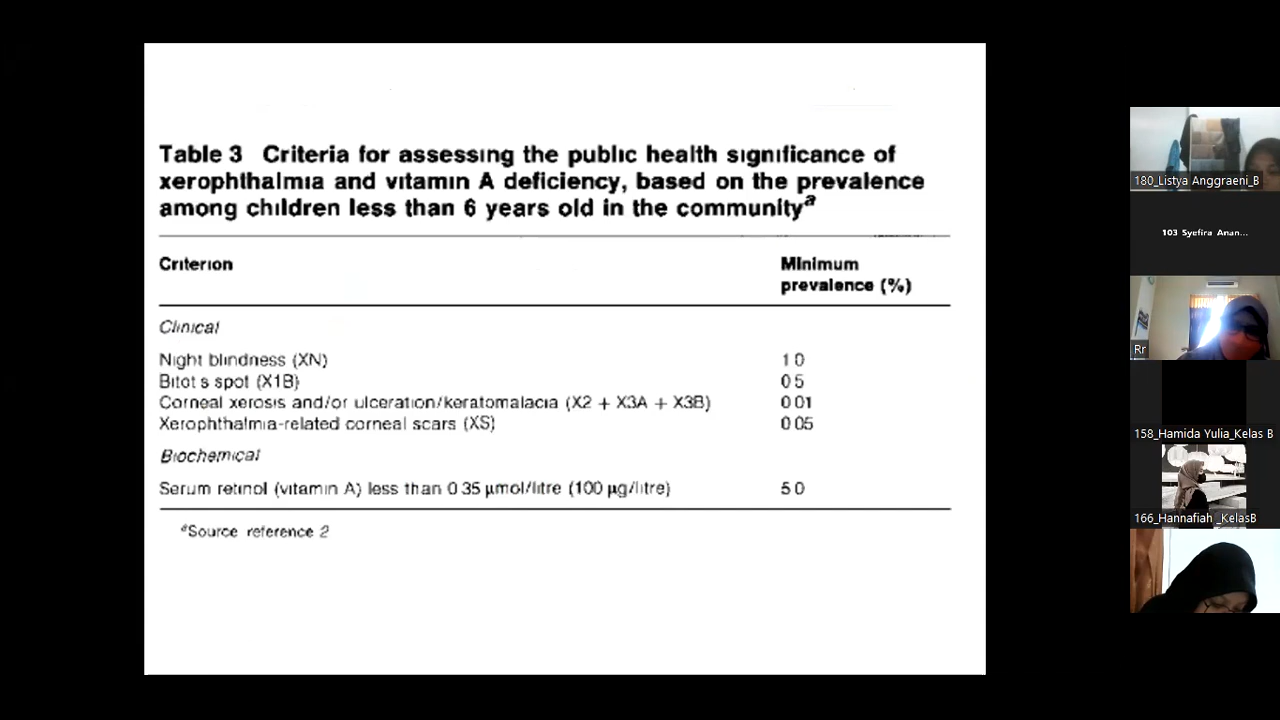 Table 3 Criteria for assessing the public health significance of
xerophthalmia and vitamin A deficiency, based on the prevalence
among children less than 6 years old in the community^a
Criterion
Minimum
prevalence (%)
Clinical
Night blindness (XN) 1 0
Bitot s spot (X1B) 0 5
Corneal xerosis and/or ulceration/keratomalacia (X2 + X3A + X3B) 0 01
Xerophthalmia-related corneal scars (XS) 0 05
Biochemical
Serum retinol (vitamin A) less than 0 35 µmol/litre (100 µg/litre) 5 0
^aSource reference 2
180_Listya Anggraeni_B
103 Syefira Anan...
Rr
158_Hamida Yulia_Kelas B
166_Hannafiah _KelasB